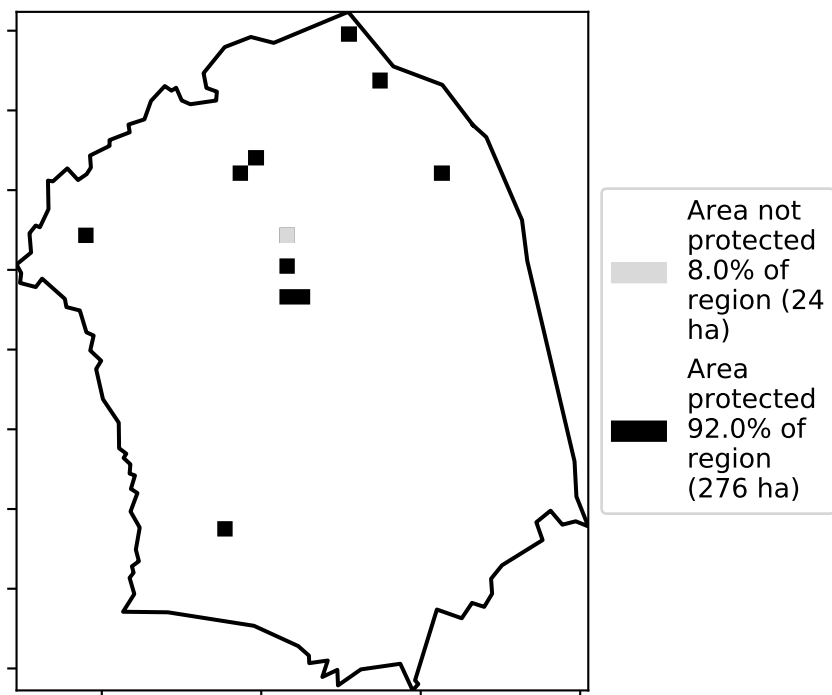 Area not
protected
8.0% of
region (24
ha)
Area
protected
92.0% of
region
(276 ha)